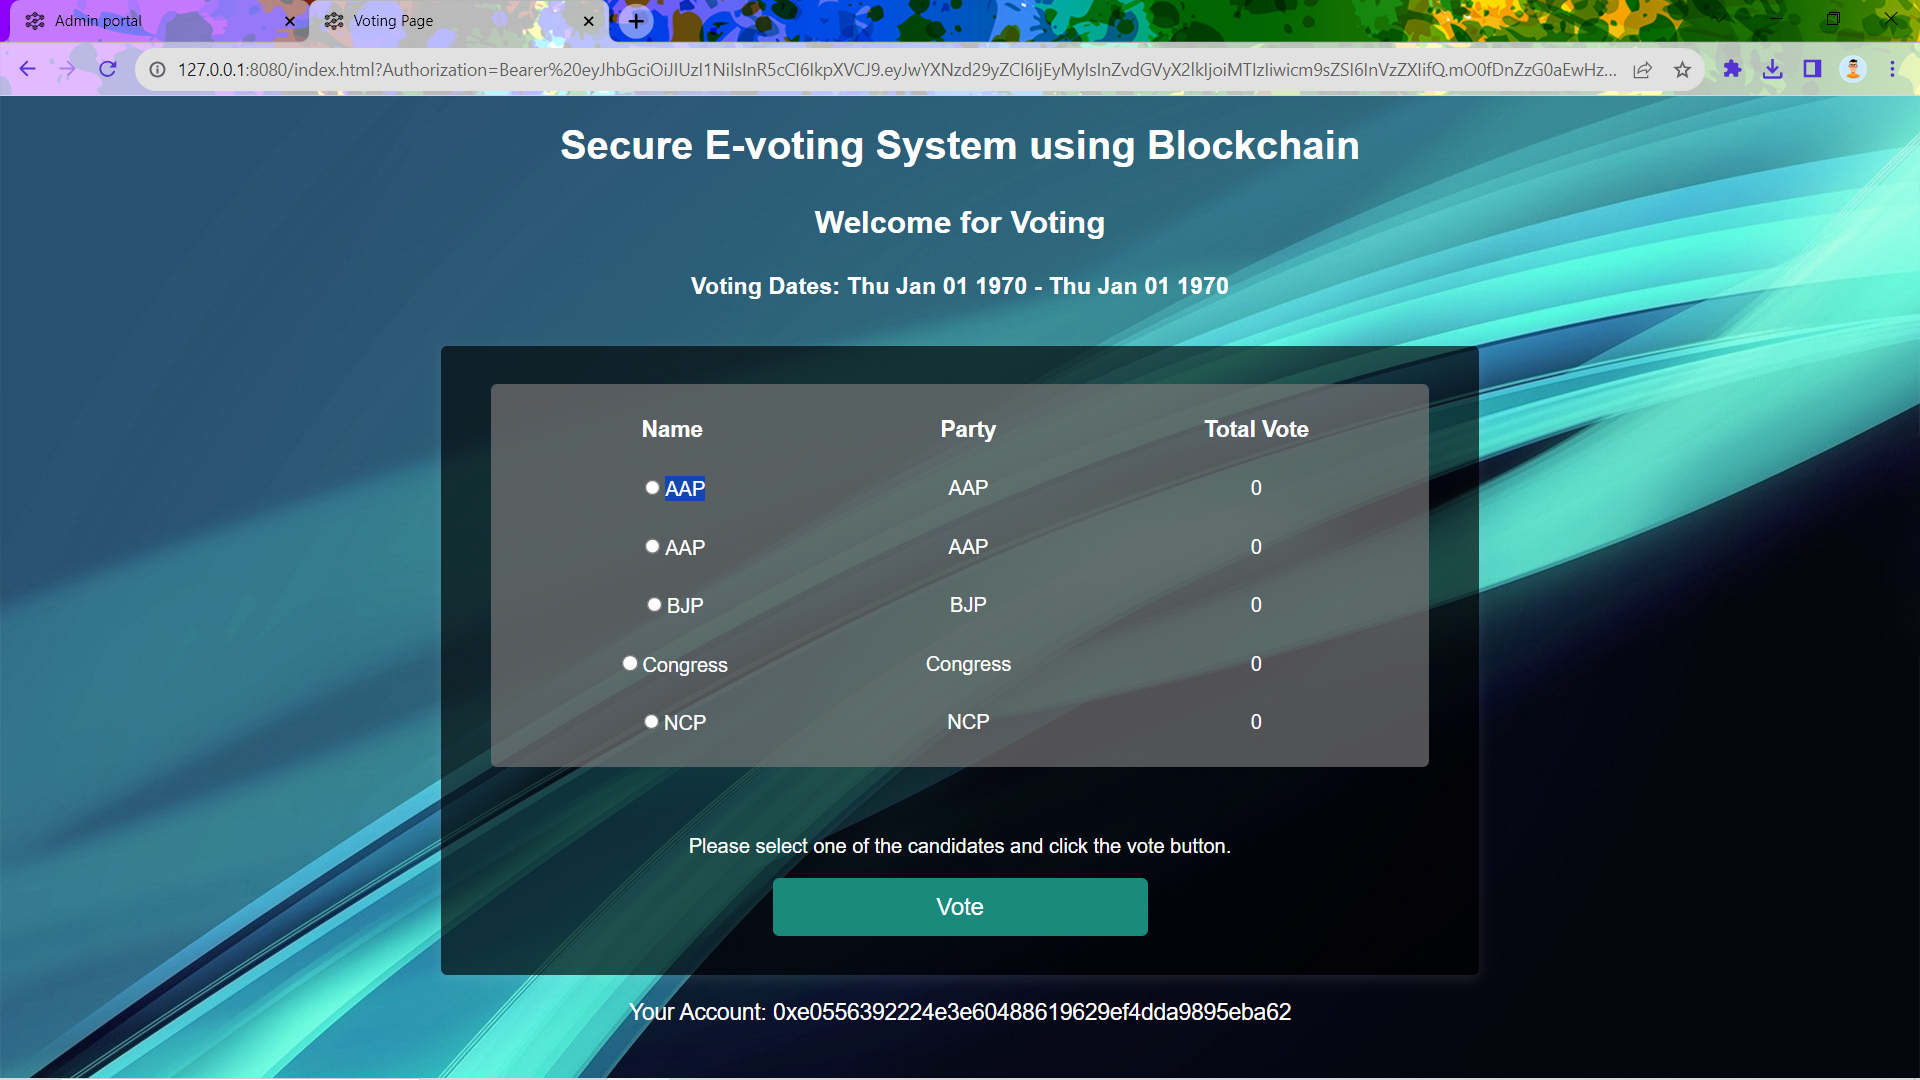 Admin portal
Voting Page
127.0.0.1:8080/index.html?Authorization=Bearer%20eyJhbGciOiJIUzI1NiIsInR5cCI6IkpXVCJ9.eyJwYXNzd29yZCI6IjEyMyIsInZvdGVyX2lkIjoiMTIzIiwicm9sZSI6InVzZXIifQ.mO0fDnZzG0aEwHz...
Secure E-voting System using Blockchain
Welcome for Voting
Voting Dates: Thu Jan 01 1970 - Thu Jan 01 1970
Name Party Total Vote
AAP AAP 0
AAP AAP 0
BJP BJP 0
Congress Congress 0
NCP NCP 0
Please select one of the candidates and click the vote button.
Vote
Your Account: 0xe0556392224e3e60488619629ef4dda9895eba62